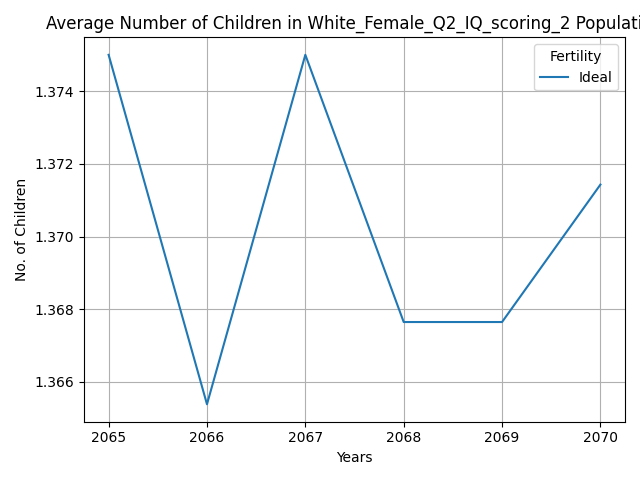 Average Number of Children in White_Female_Q2_IQ_scoring_2 Populati
Fertility
Ideal
1.374
1.372
1.370
1.368
1.366
No. of Children
2065 2066 2067 2068 2069 2070
Years